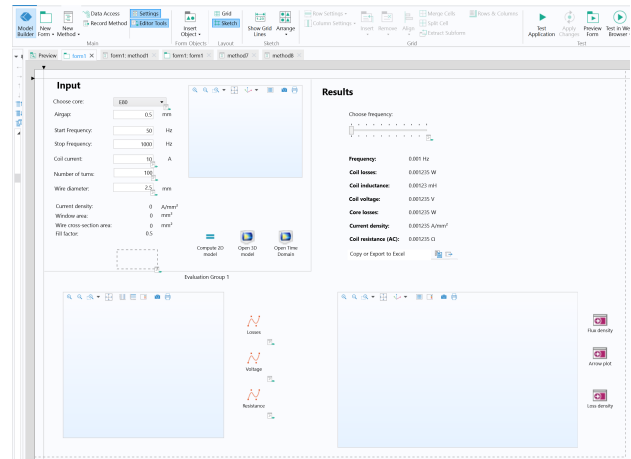 Data Access
Settings
Grid
Row Settings
Merge Cells
Rows & Columns
Record Method
Editor Tools
Sketch
Column Settings
Split Cell
Extract Subform
Model Builder
New Form
New Method
Insert Object
Show Grid Lines
Arrange
Insert
Remove
Align
Test Application
Apply Changes
Preview Form
Test in We Browser
Main
Form Objects
Layout
Sketch
Grid
Test
Preview
form1
form1: method1
form1: form1
method7
method8
Input
Results
Choose core:
EB0
Airgap:
0.5
mm
Start Frequency:
50
Hz
Stop Frequency:
1000
Hz
Coil current:
10
A
Number of turns:
100
Wire diameter:
2.5
mm
Current density:
0
A/mm²
Window area:
0
mm²
Wire cross-section area:
0
mm²
Fill factor:
0.5
Compute 2D model
Open 3D model
Open Time Domain
Choose frequency:
Frequency:
0.001 Hz
Coil losses:
0.001235 W
Coil inductance:
0.00123 mH
Coil voltage:
0.001235 V
Core losses:
0.001235 W
Current density:
0.001235 A/mm²
Coil resistance (AC):
0.001235 Ω
Copy or Export to Excel
Evaluation Group 1
Losses
Voltage
Resistance
Flux density
Arrow plot
Loss density